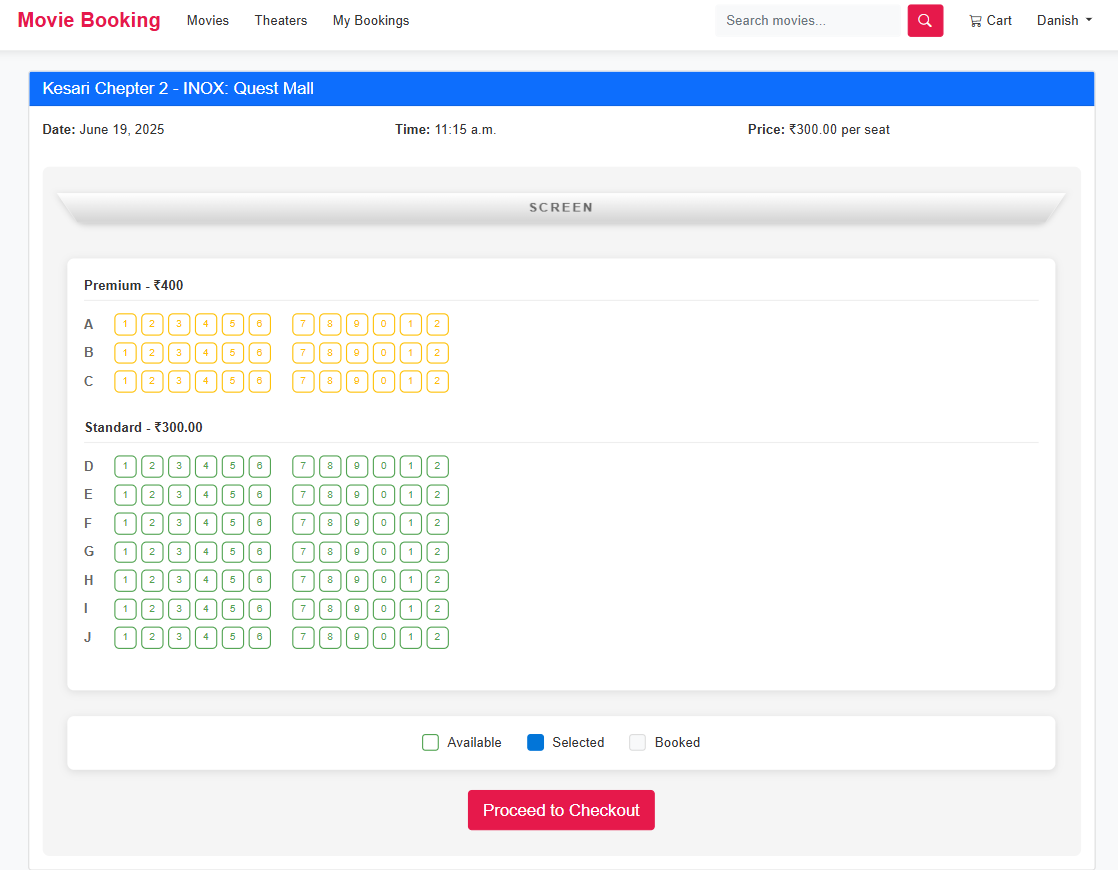 Movie Booking Movies Theaters My Bookings Search movies... Cart Danish
Kesari Chepter 2 - INOX: Quest Mall
Date: June 19, 2025 Time: 11:15 a.m. Price: ₹300.00 per seat
SCREEN
Premium - ₹400
A 1 2 3 4 5 6 7 8 9 0 1 2
B 1 2 3 4 5 6 7 8 9 0 1 2
C 1 2 3 4 5 6 7 8 9 0 1 2
Standard - ₹300.00
D 1 2 3 4 5 6 7 8 9 0 1 2
E 1 2 3 4 5 6 7 8 9 0 1 2
F 1 2 3 4 5 6 7 8 9 0 1 2
G 1 2 3 4 5 6 7 8 9 0 1 2
H 1 2 3 4 5 6 7 8 9 0 1 2
I 1 2 3 4 5 6 7 8 9 0 1 2
J 1 2 3 4 5 6 7 8 9 0 1 2
Available Selected Booked
Proceed to Checkout